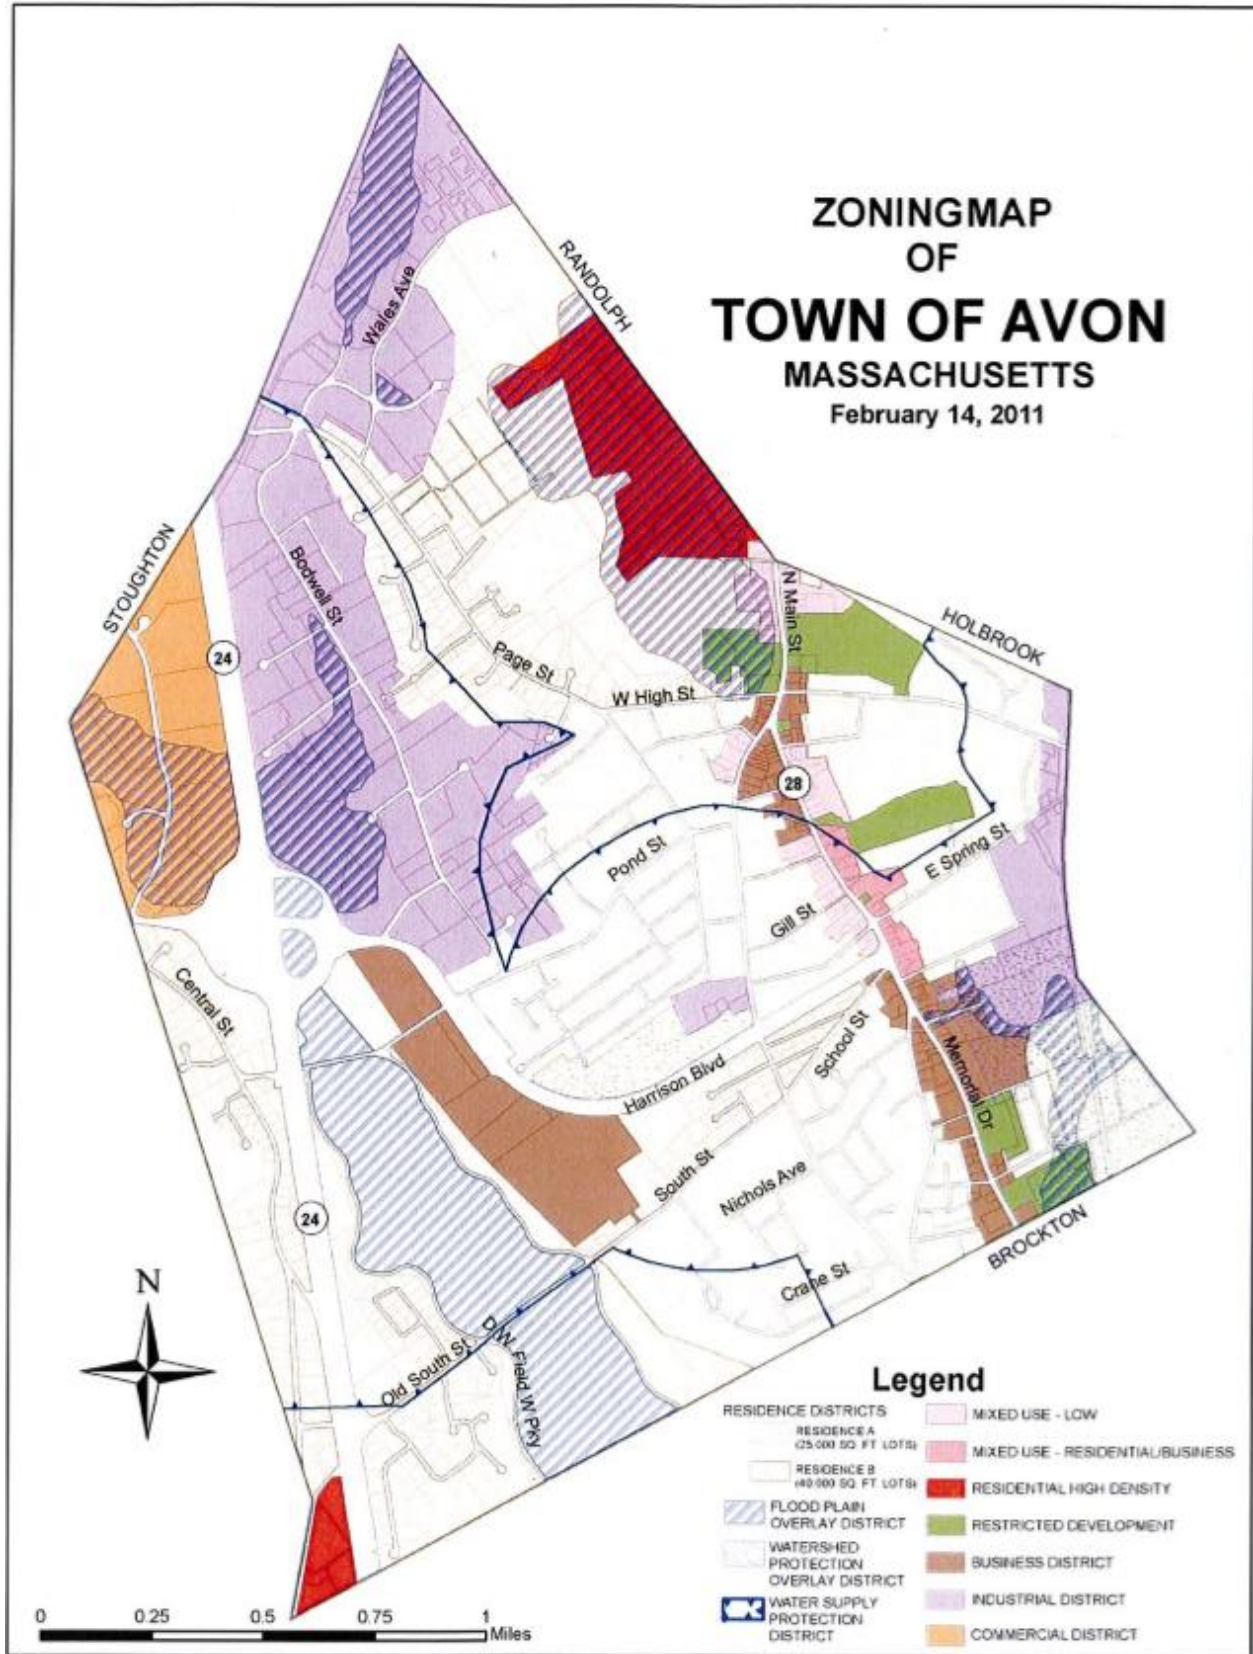 ZONINGMAP
OF
TOWN OF AVON
MASSACHUSETTS
February 14, 2011
RANDOLPH
Wales Ave
STOUGHTON
Bodwell St
24
N Main St
HOLBROOK
Page St
W High St
28
Pond St
E Spring St
Gill St
Central St
School St
Harrison Blvd
Memorial Dr
South St
Nichols Ave
24
BROCKTON
Crane St
N
Old South St
D.W. Field W Pky
Legend
RESIDENCE DISTRICTS
RESIDENCE A
(25 000 SQ. FT. LOTS)
RESIDENCE B
(40 000 SQ. FT. LOTS)
FLOOD PLAIN
OVERLAY DISTRICT
WATERSHED
PROTECTION
OVERLAY DISTRICT
WATER SUPPLY
PROTECTION
DISTRICT
MIXED USE - LOW
MIXED USE - RESIDENTIAL/BUSINESS
RESIDENTIAL HIGH DENSITY
RESTRICTED DEVELOPMENT
BUSINESS DISTRICT
INDUSTRIAL DISTRICT
COMMERCIAL DISTRICT
0 0.25 0.5 0.75 1
Miles